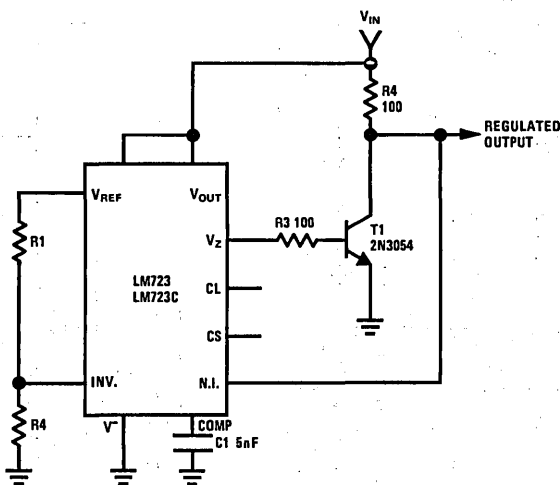 VIN
R4
100
REGULATED
OUTPUT
VREF
VOUT
R1
R3 100
T1
2N3054
VZ
LM723
LM723C
CL
CS
INV.
N.I.
R4
V-
COMP
C1 5nF